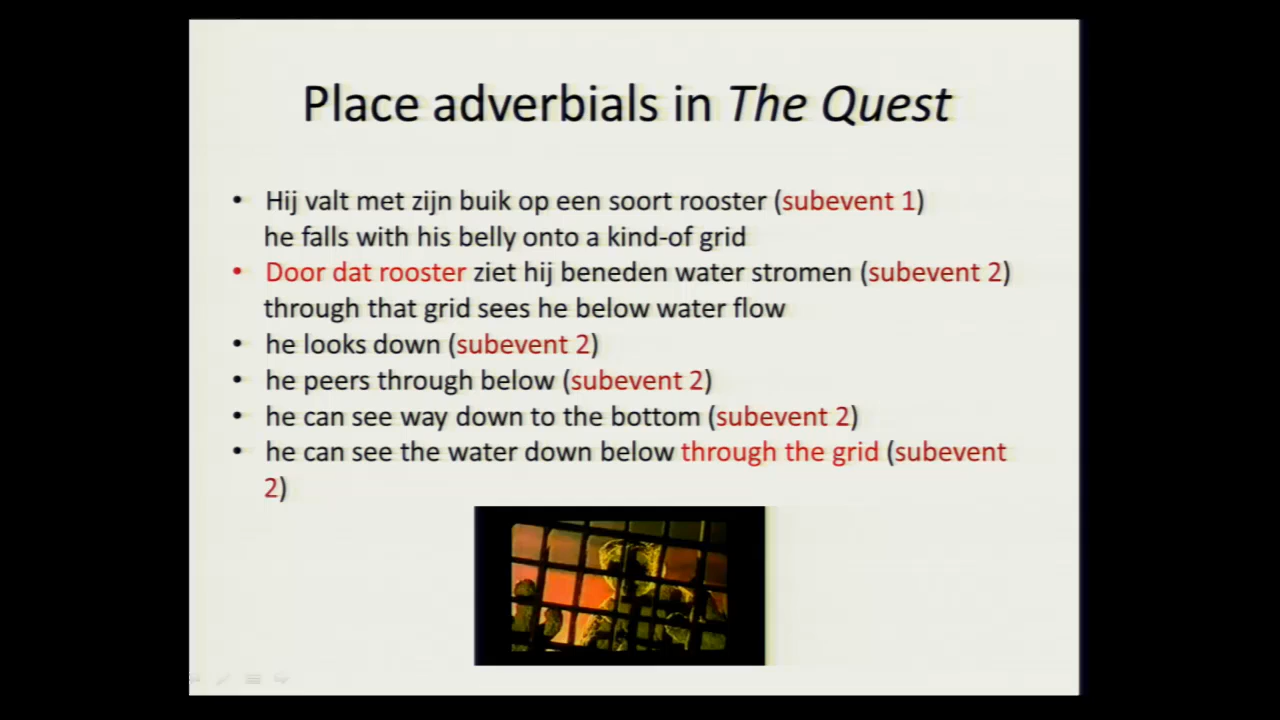 Place adverbials in The Quest
• Hij valt met zijn buik op een soort rooster (subevent 1)
he falls with his belly onto a kind-of grid
• Door dat rooster ziet hij beneden water stromen (subevent 2)
through that grid sees he below water flow
• he looks down (subevent 2)
• he peers through below (subevent 2)
• he can see way down to the bottom (subevent 2)
• he can see the water down below through the grid (subevent
2)